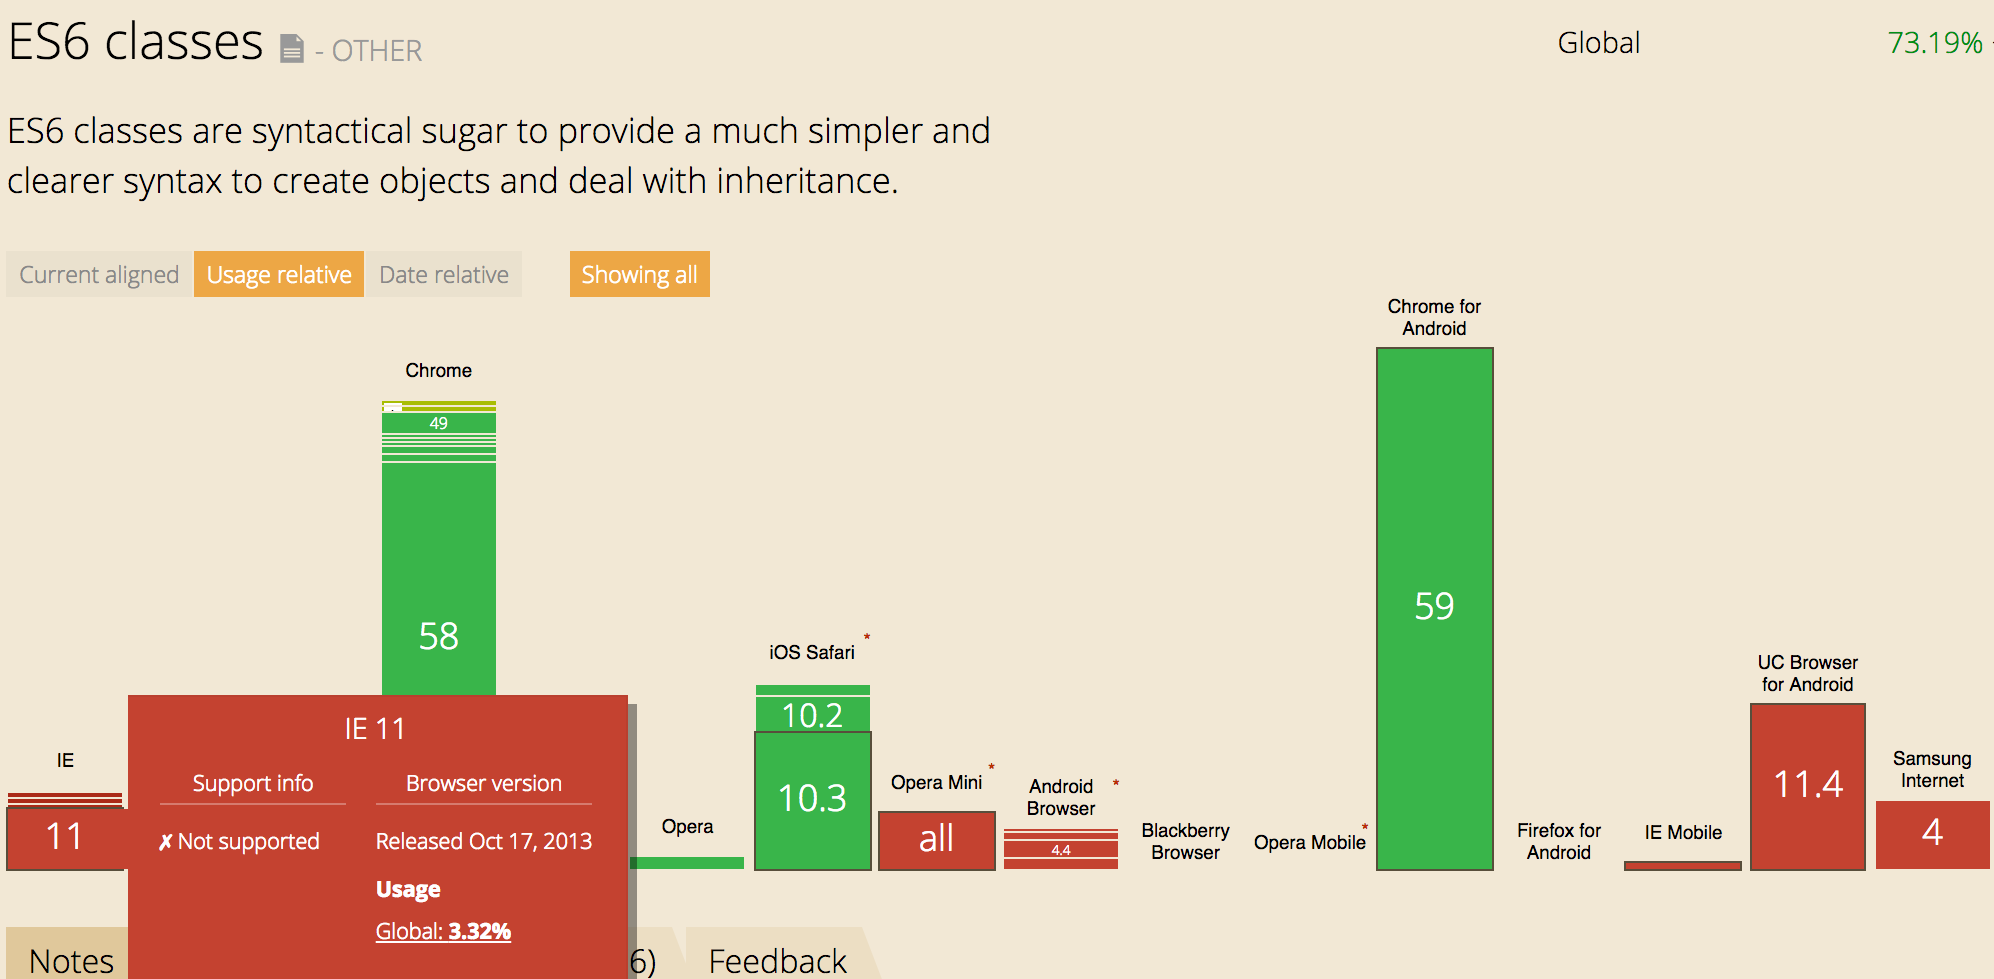 ES6 classes - OTHER
Global 73.19%
ES6 classes are syntactical sugar to provide a much simpler and
clearer syntax to create objects and deal with inheritance.
Current aligned Usage relative Date relative Showing all
Chrome for
Android
Chrome
49
59
58
iOS Safari *
UC Browser
for Android
10.2
IE 11
IE
Samsung
Internet
Support info Browser version
Opera Mini *
Android *
Browser
10.3
11.4
Opera
Blackberry
Browser
Opera Mobile *
Firefox for
Android
IE Mobile
11
✗ Not supported Released Oct 17, 2013
all
4.4
4
Usage
Global: 3.32%
Notes 6) Feedback